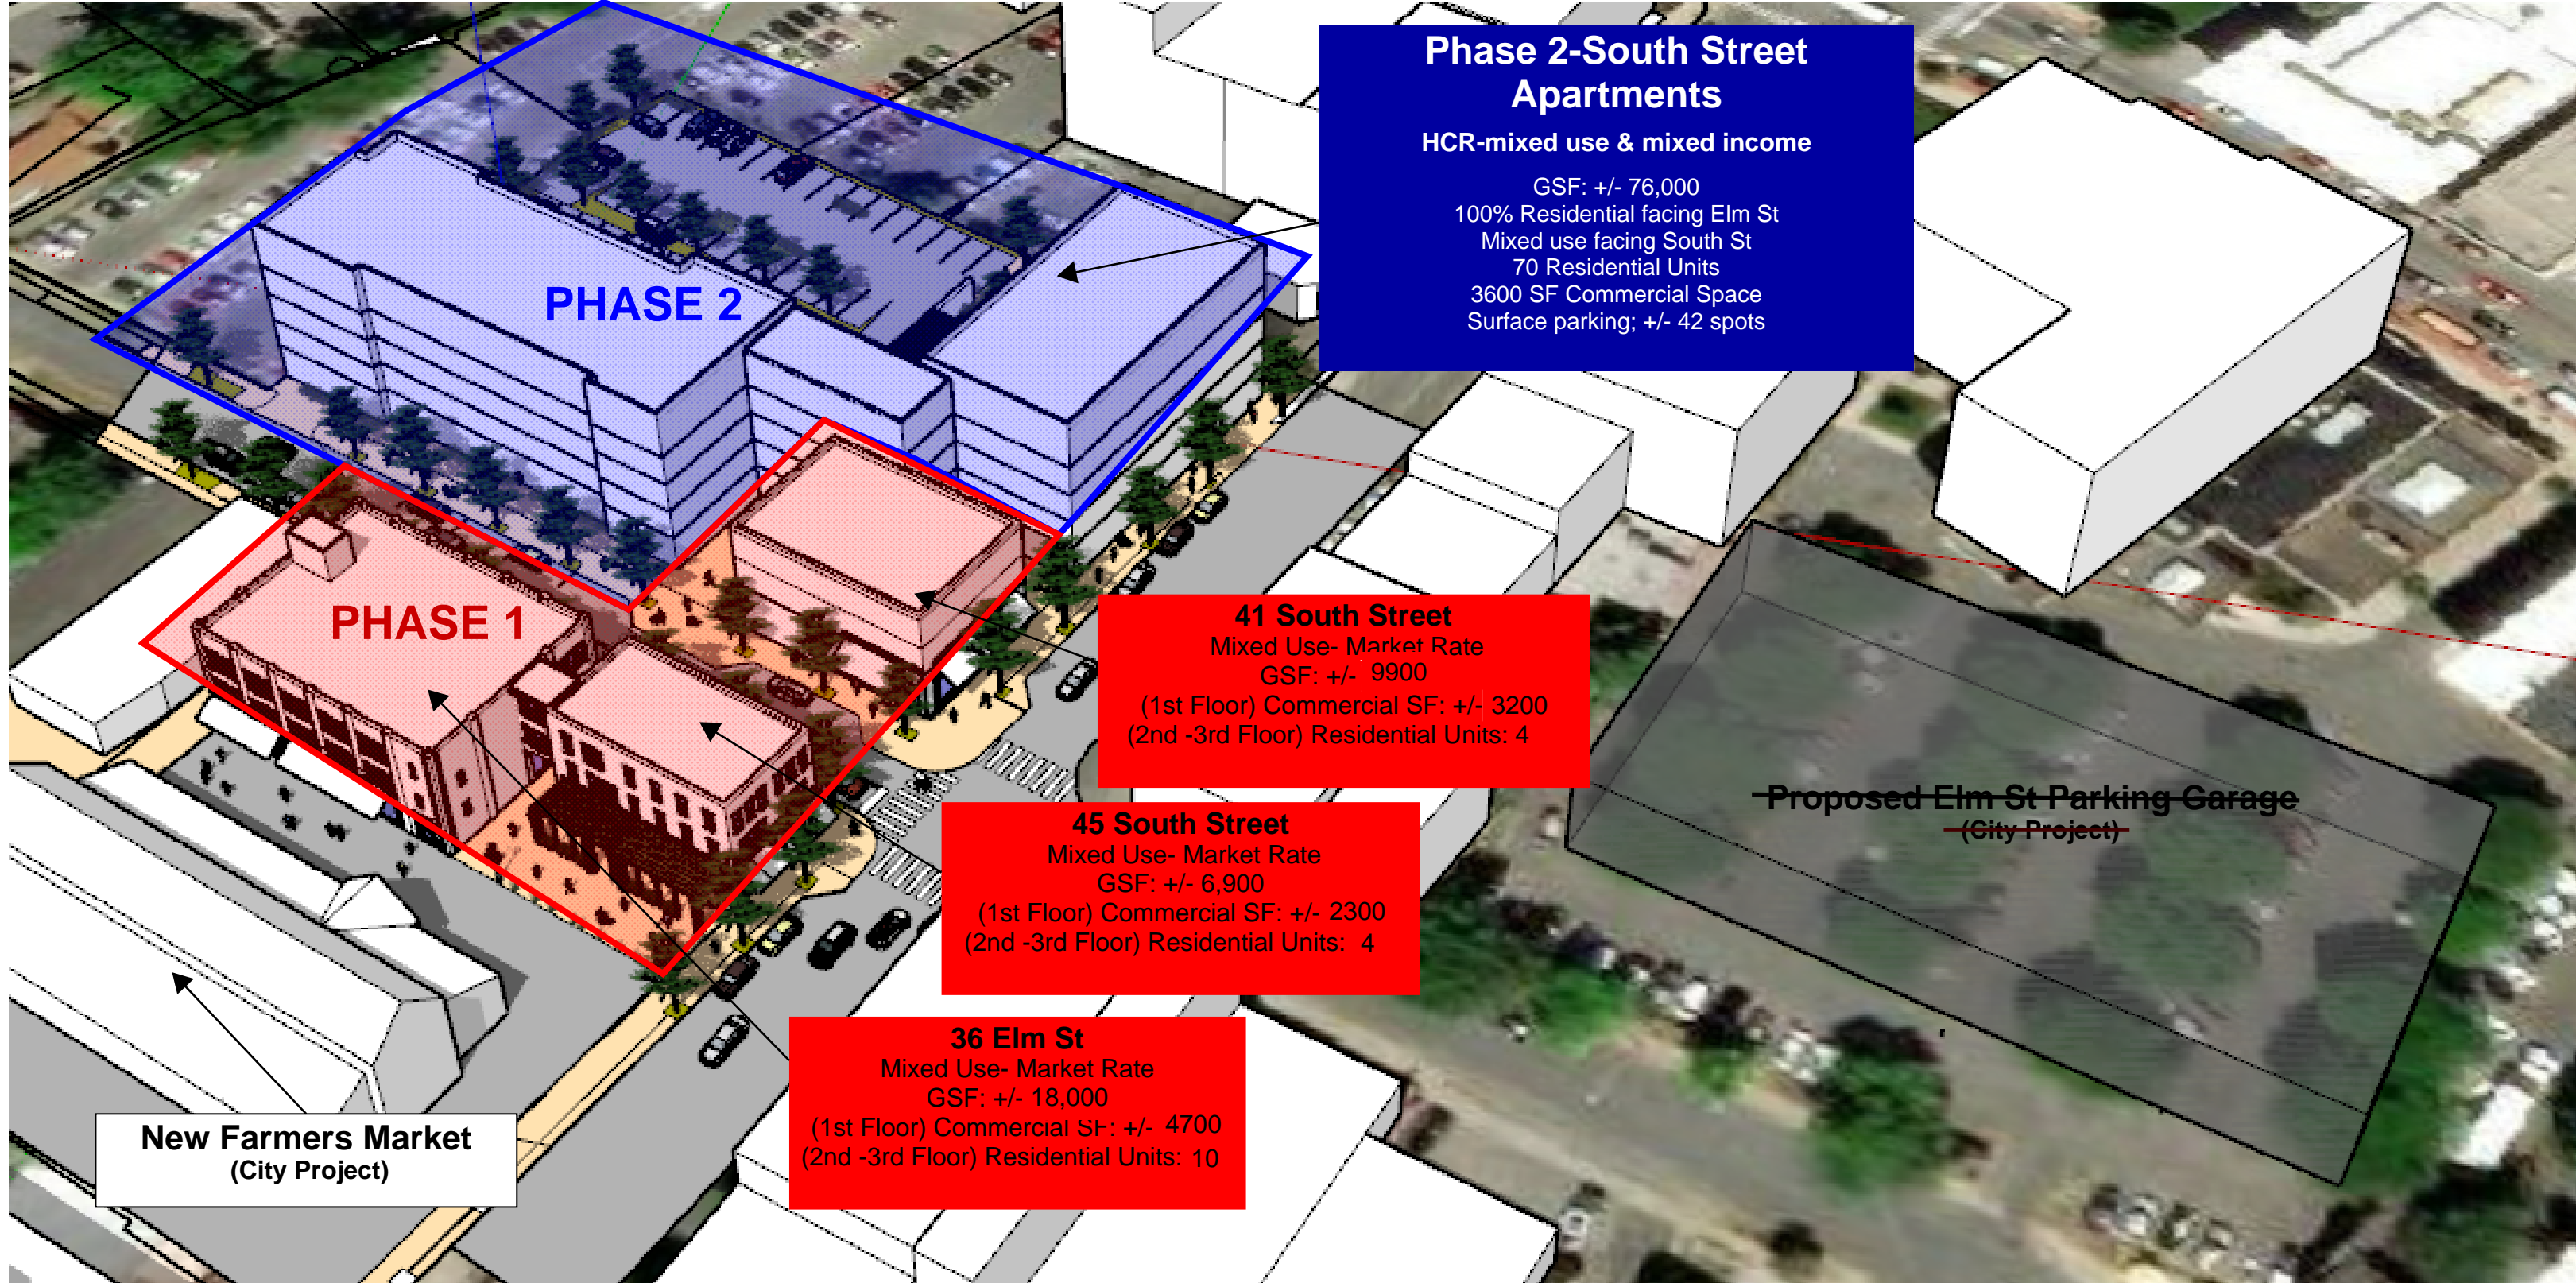 Phase 2-South Street
Apartments
HCR-mixed use & mixed income
GSF: +/- 76,000
100% Residential facing Elm St
Mixed use facing South St
70 Residential Units
3600 SF Commercial Space
Surface parking; +/- 42 spots
PHASE 2
PHASE 1
41 South Street
Mixed Use- Market Rate
GSF: +/- 9900
(1st Floor) Commercial SF: +/- 3200
(2nd -3rd Floor) Residential Units: 4
Proposed Elm St Parking Garage
(City Project)
45 South Street
Mixed Use- Market Rate
GSF: +/- 6,900
(1st Floor) Commercial SF: +/- 2300
(2nd -3rd Floor) Residential Units: 4
36 Elm St
Mixed Use- Market Rate
GSF: +/- 18,000
(1st Floor) Commercial SF: +/- 4700
(2nd -3rd Floor) Residential Units: 10
New Farmers Market
(City Project)